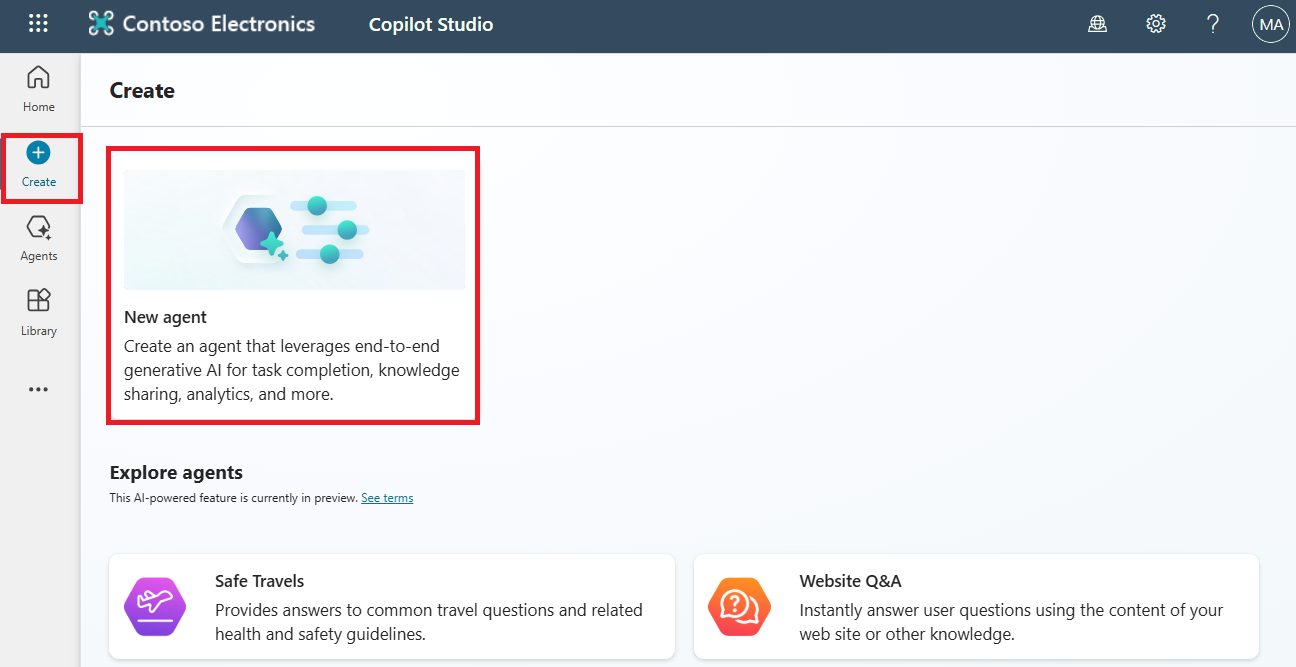 Contoso Electronics
Copilot Studio
?
MA
Home
Create
Agents
Library
Create
New agent
Create an agent that leverages end-to-end
generative AI for task completion, knowledge
sharing, analytics, and more.
Explore agents
This AI-powered feature is currently in preview. See terms
Safe Travels
Provides answers to common travel questions and related
health and safety guidelines.
Website Q&A
Instantly answer user questions using the content of your
web site or other knowledge.